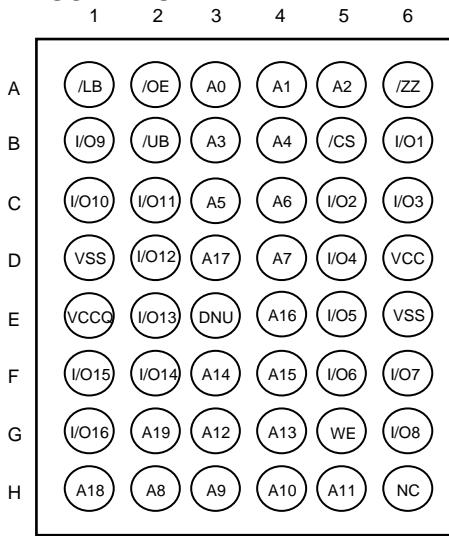 1 2 3 4 5 6
A /LB /OE A0 A1 A2 /ZZ
B I/O9 /UB A3 A4 /CS I/O1
C I/O10 I/O11 A5 A6 I/O2 I/O3
D VSS I/O12 A17 A7 I/O4 VCC
E VCCQ I/O13 DNU A16 I/O5 VSS
F I/O15 I/O14 A14 A15 I/O6 I/O7
G I/O16 A19 A12 A13 WE I/O8
H A18 A8 A9 A10 A11 NC